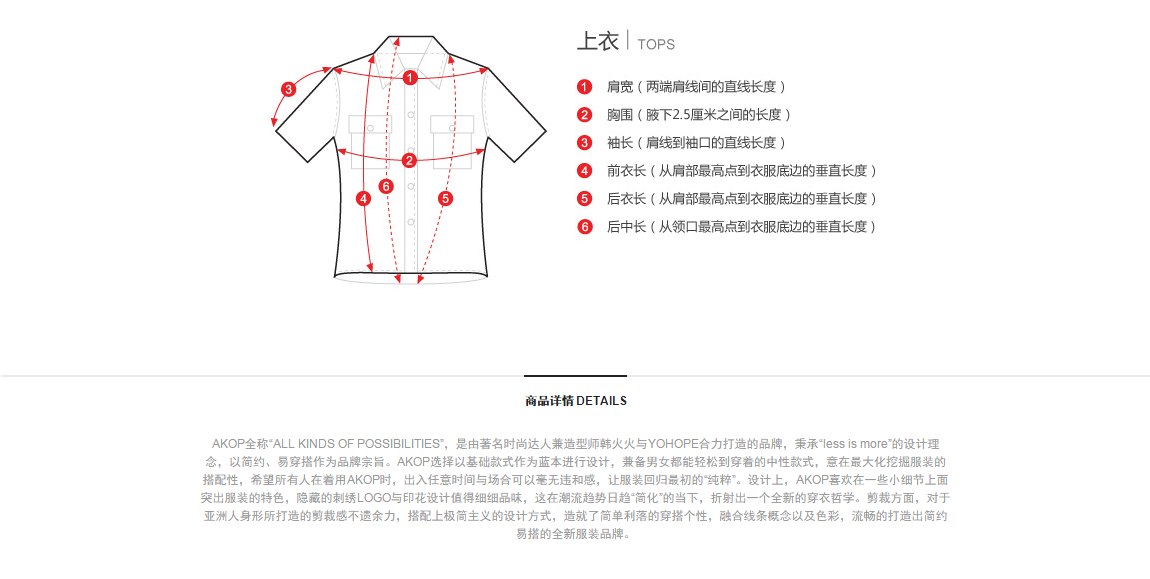 上衣 | TOPS
1 肩宽（两端肩线间的直线长度）
2 胸围（腋下2.5厘米之间的长度）
3 袖长（肩线到袖口的直线长度）
4 前衣长（从肩部最高点到衣服底边的垂直长度）
5 后衣长（从肩部最高点到衣服底边的垂直长度）
6 后中长（从领口最高点到衣服底边的垂直长度）
1
3
2
6
4
5
商品详情 DETAILS
AKOP全称“ALL KINDS OF POSSIBILITIES”，是由著名时尚达人兼造型师韩火火与YOHOPE合力打造的品牌，秉承“less is more”的设计理
念，以简约、易穿搭作为品牌宗旨。AKOP选择以基础款式作为蓝本进行设计，兼备男女都能轻松到穿着的中性款式，意在最大化挖掘服装的
搭配性，希望所有人在着用AKOP时，出入任意时间与场合可以毫无违和感，让服装回归最初的“纯粹”。设计上，AKOP喜欢在一些小细节上面
突出服装的特色，隐藏的刺绣LOGO与印花设计值得细细品味，这在潮流趋势日趋“简化”的当下，折射出一个全新的穿衣哲学。剪裁方面，对于
亚洲人身形所打造的剪裁感不遗余力，搭配上极简主义的设计方式，造就了简单利落的穿搭个性，融合线条概念以及色彩，流畅的打造出简约
易搭的全新服装品牌。